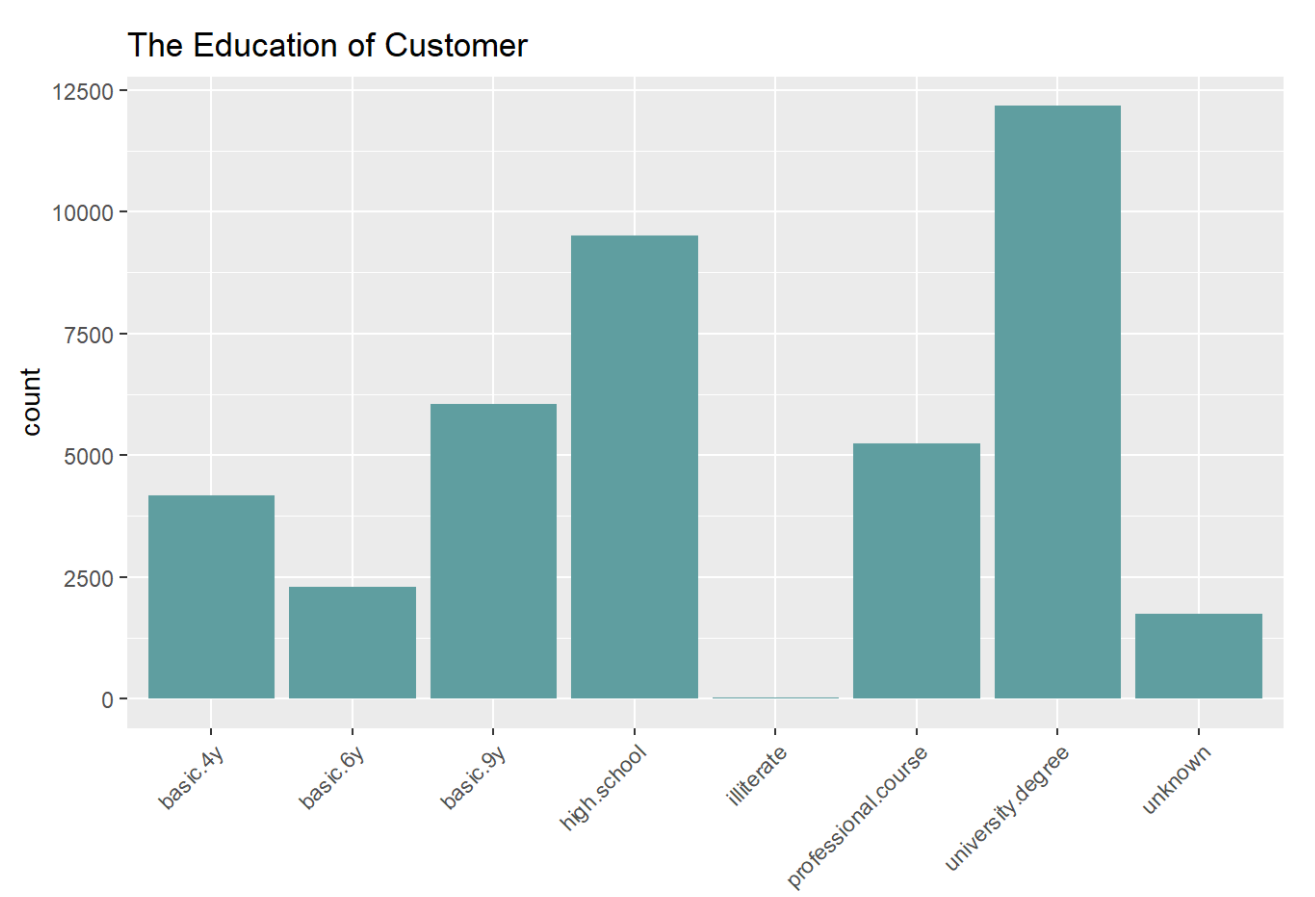 The Education of Customer
12500
10000
7500
5000
2500
0
count
basic.4y
basic.6y
basic.9y
high.school
illiterate
professional.course
university.degree
unknown